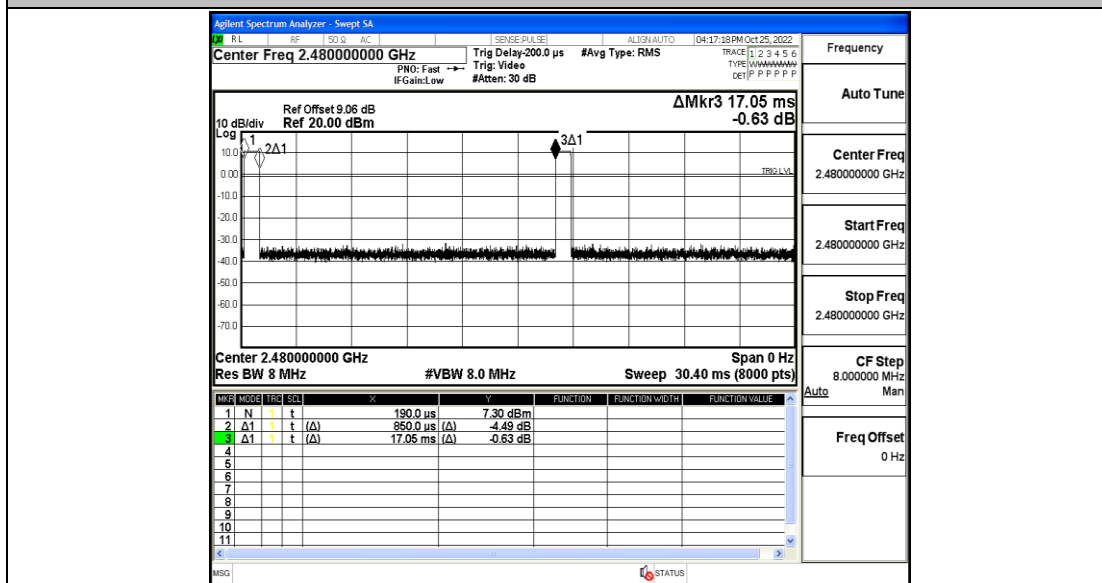 Agilent Spectrum Analyzer - Swept SA
RL RF 50 Ω AC SENSE:PULSE ALIGN AUTO 04:17:18 PM Oct 25, 2022
Center Freq 2.480000000 GHz
PNO: Fast
IFGain:Low
Trig Delay-200.0 µs
Trig: Video
#Atten: 30 dB
#Avg Type: RMS
TRACE 1 2 3 4 5 6
TYPE
DET P P P P P P
Ref Offset 9.06 dB
Ref 20.00 dBm
10 dB/div
Log
ΔMkr3 17.05 ms
-0.63 dB
1
2Δ1
3Δ1
TRIG LVL
10.0
0.00
-10.0
-20.0
-30.0
-40.0
-50.0
-60.0
-70.0
Center 2.480000000 GHz Span 0 Hz
Res BW 8 MHz #VBW 8.0 MHz Sweep 30.40 ms (8000 pts)
MKR MODE TRC SCL X Y FUNCTION FUNCTION WIDTH FUNCTION VALUE
1 N 1 t 190.0 µs 7.30 dBm
2 Δ1 1 t (Δ) 850.0 µs (Δ) -4.49 dB
3 Δ1 1 t (Δ) 17.05 ms (Δ) -0.63 dB
4
5
6
7
8
9
10
11
MSG STATUS
Frequency
Auto Tune
Center Freq
2.480000000 GHz
Start Freq
2.480000000 GHz
Stop Freq
2.480000000 GHz
CF Step
8.000000 MHz
Auto Man
Freq Offset
0 Hz